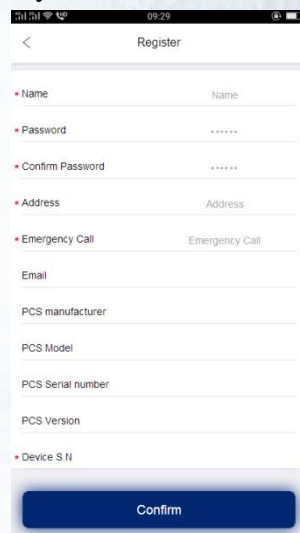 09:29
Register
* Name Name
* Password ••••••
* Confirm Password ••••••
* Address Address
* Emergency Call Emergency Call
Email
PCS manufacturer
PCS Model
PCS Serial number
PCS Version
* Device S.N
Confirm